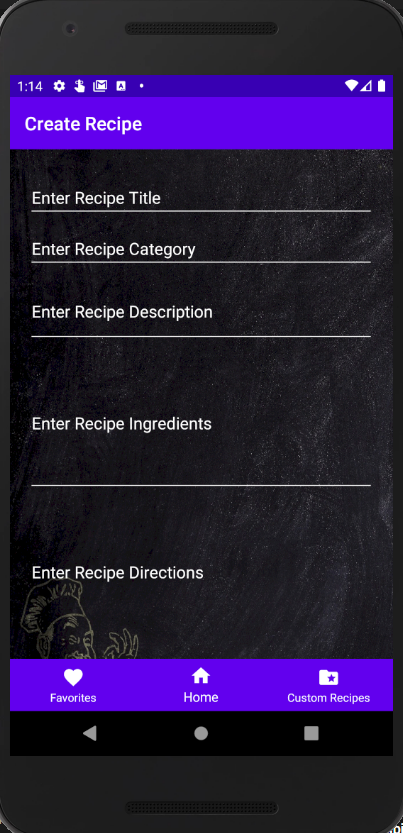 1:14
Create Recipe
Enter Recipe Title
Enter Recipe Category
Enter Recipe Description
Enter Recipe Ingredients
Enter Recipe Directions
Favorites Home Custom Recipes